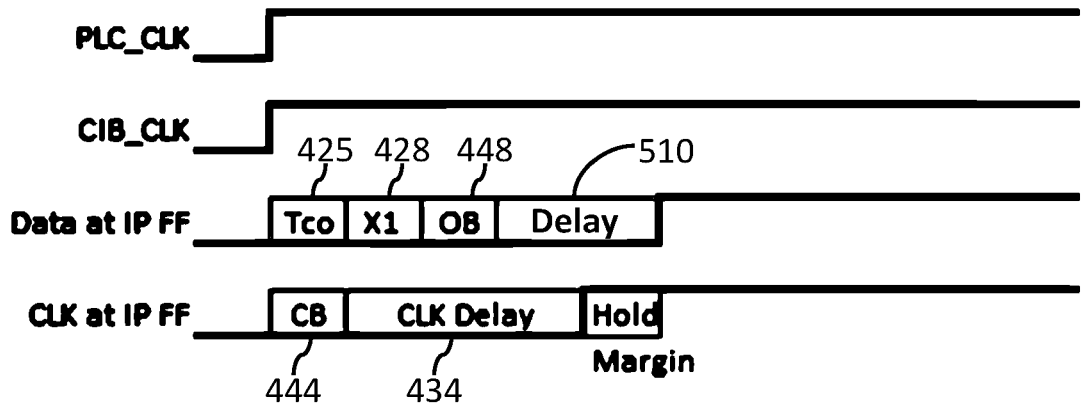 PLC_CLK
CIB_CLK
425 428 448 510
Data at IP FF Tco X1 OB Delay
CLK at IP FF CB CLK Delay Hold
Margin
444 434